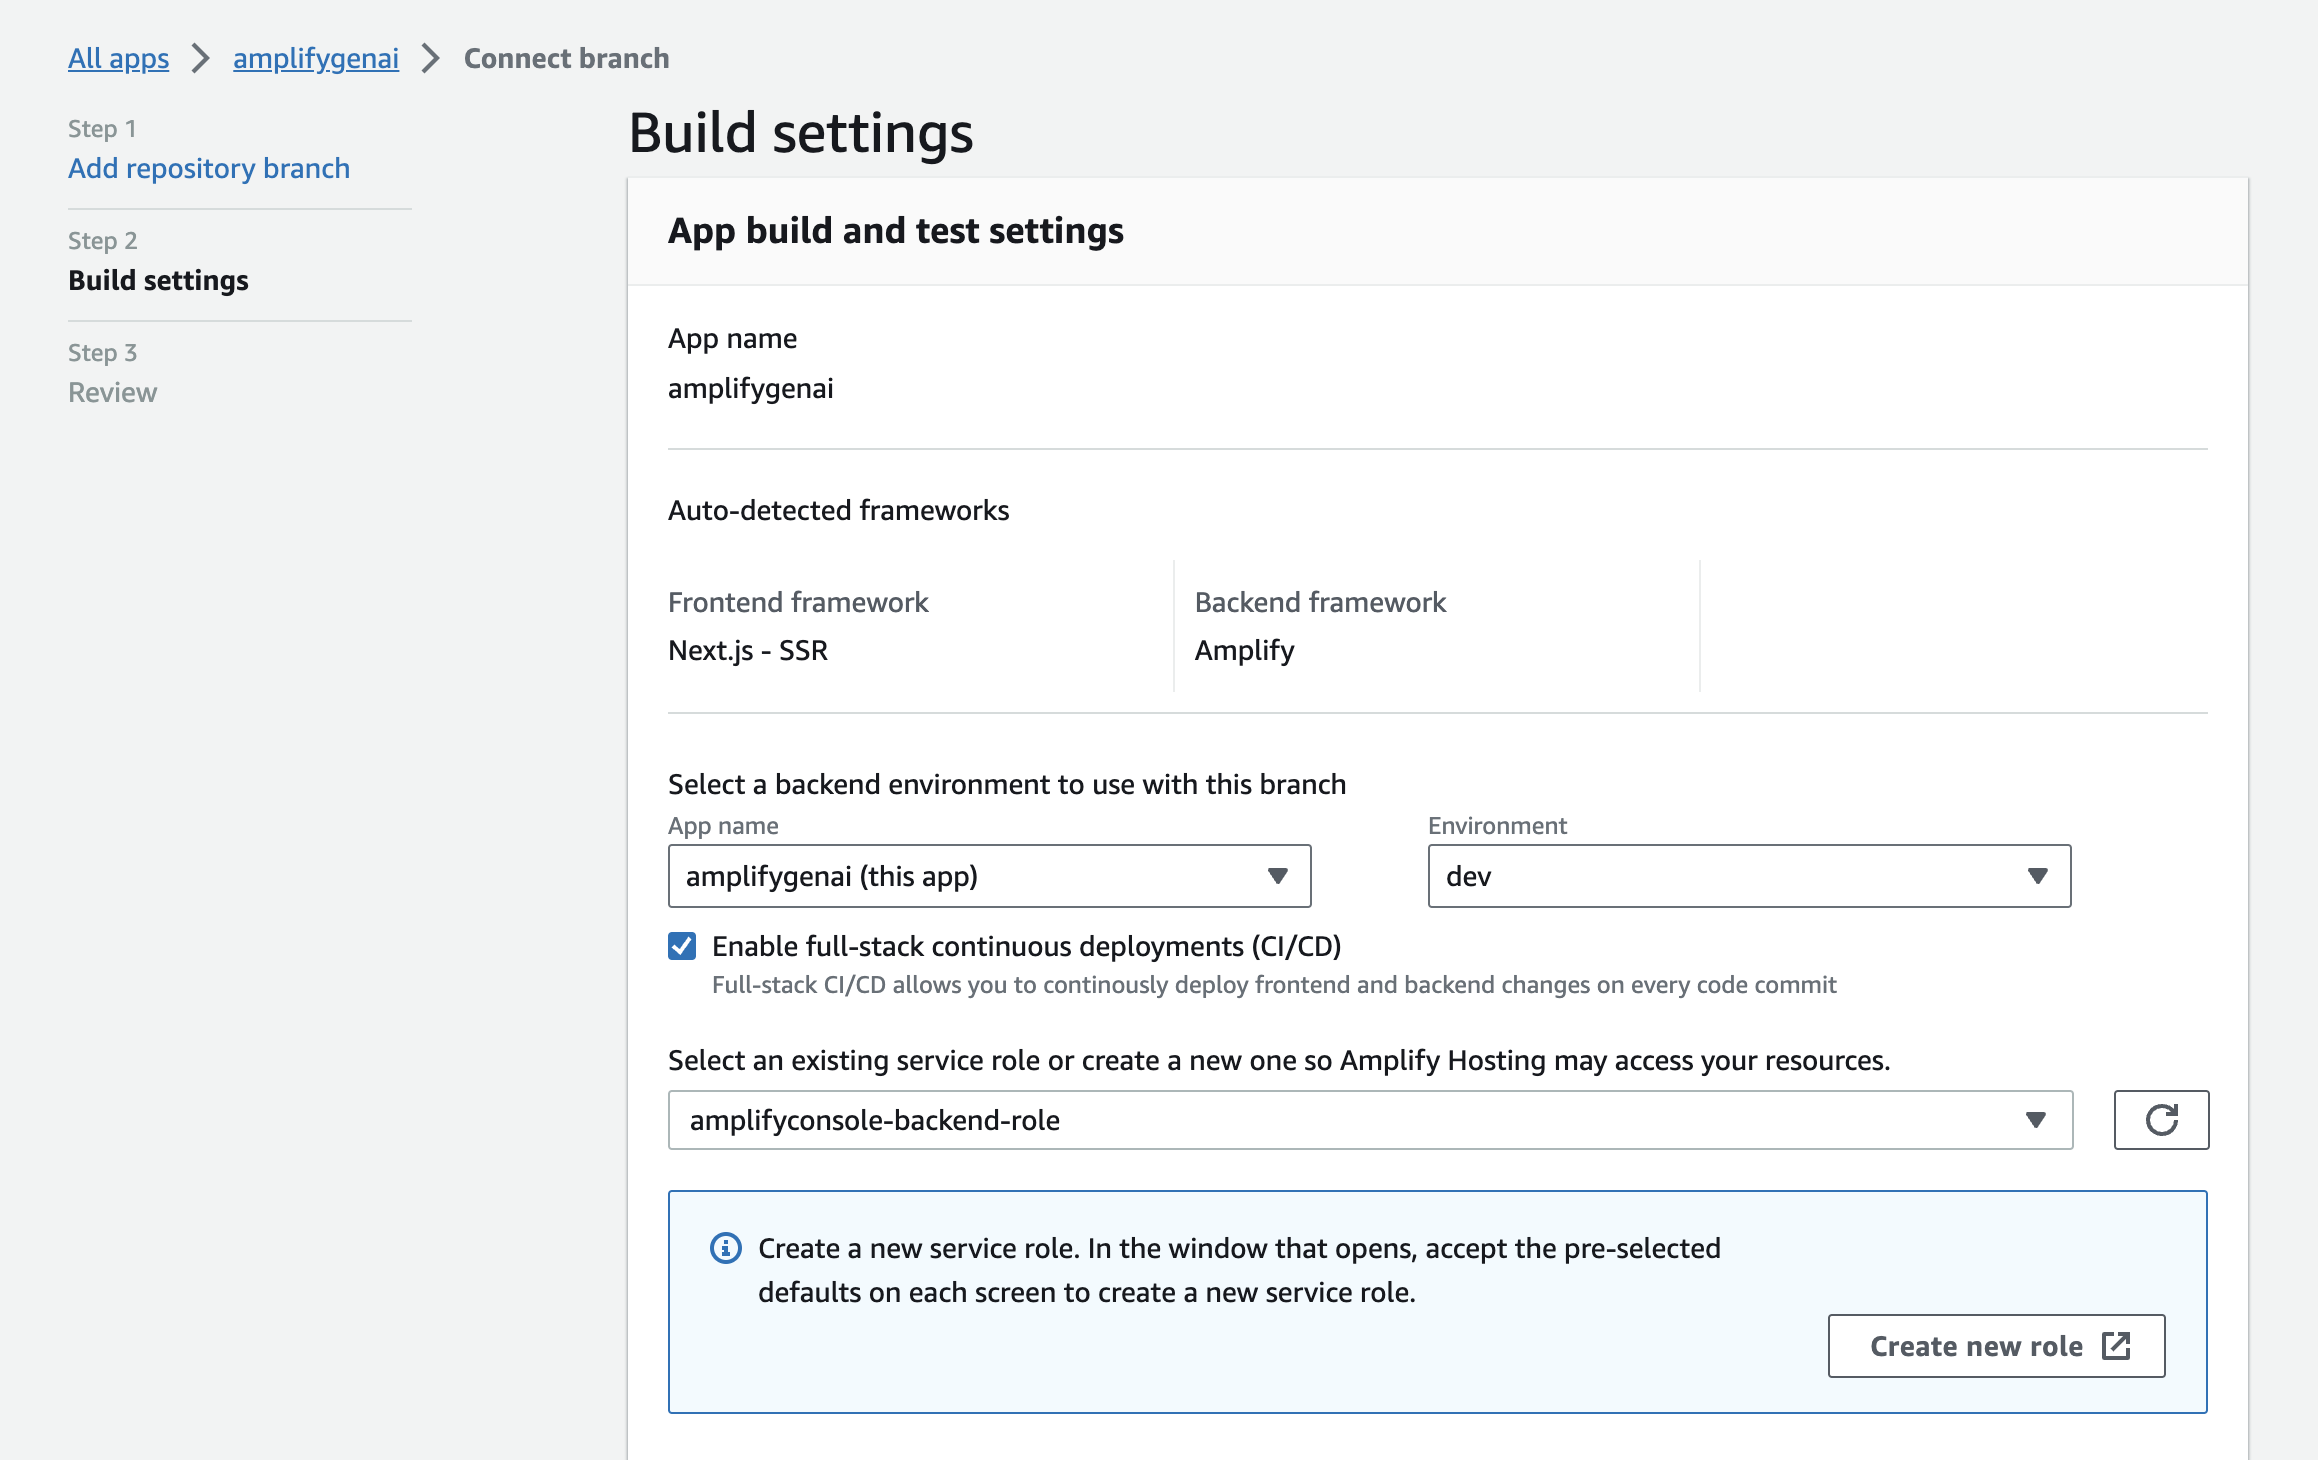 All apps > amplifygenai > Connect branch
Step 1
Add repository branch
Step 2
Build settings
Step 3
Review
Build settings
App build and test settings
App name
amplifygenai
Auto-detected frameworks
Frontend framework
Next.js - SSR
Backend framework
Amplify
Select a backend environment to use with this branch
App name
amplifygenai (this app)
Environment
dev
Enable full-stack continuous deployments (CI/CD)
Full-stack CI/CD allows you to continously deploy frontend and backend changes on every code commit
Select an existing service role or create a new one so Amplify Hosting may access your resources.
amplifyconsole-backend-role
Create a new service role. In the window that opens, accept the pre-selected
defaults on each screen to create a new service role.
Create new role